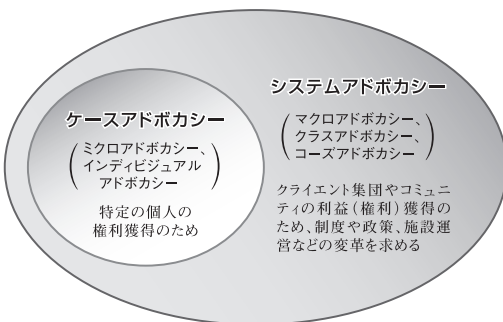 ケースアドボカシー
(ミクロアドボカシー、
インディビジュアル
アドボカシー)
特定の個人の
権利獲得のため
システムアドボカシー
(マクロアドボカシー、
クラスアドボカシー、
コーズアドボカシー)
クライエント集団やコミュニ
ティの利益(権利)獲得の
ため、制度や政策、施設運
営などの変革を求める